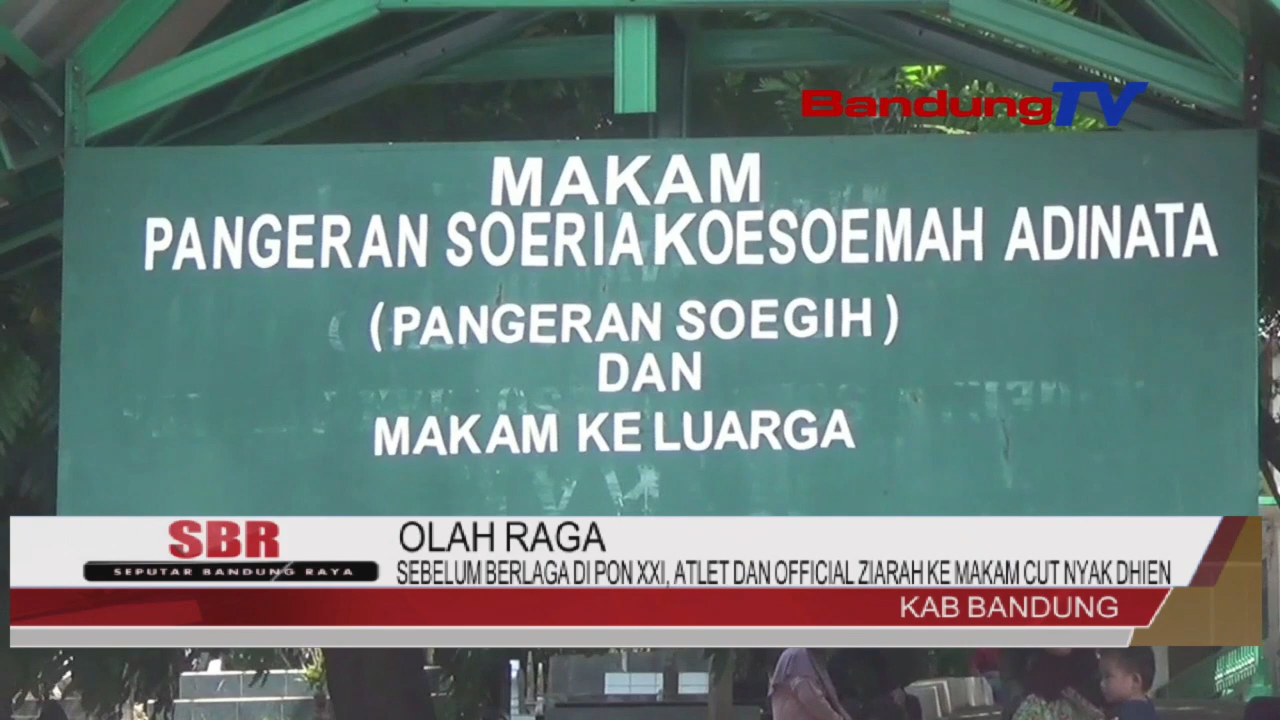 BandungTV
MAKAM
PANGERAN SOERIA KOESOEMAH ADINATA
(PANGERAN SOEGIH)
DAN
MAKAM KELUARGA
SBR
SEPUTAR BANDUNG RAYA
OLAH RAGA
SEBELUM BERLAGA DI PON XXI, ATLET DAN OFFICIAL ZIARAH KE MAKAM CUT NYAK DHIEN
KAB BANDUNG